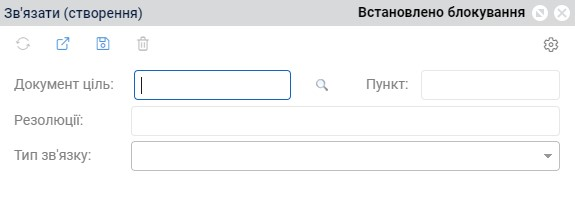 Зв'язати (створення) Встановлено блокування
Документ ціль: Пункт:
Резолюції:
Тип зв'язку: